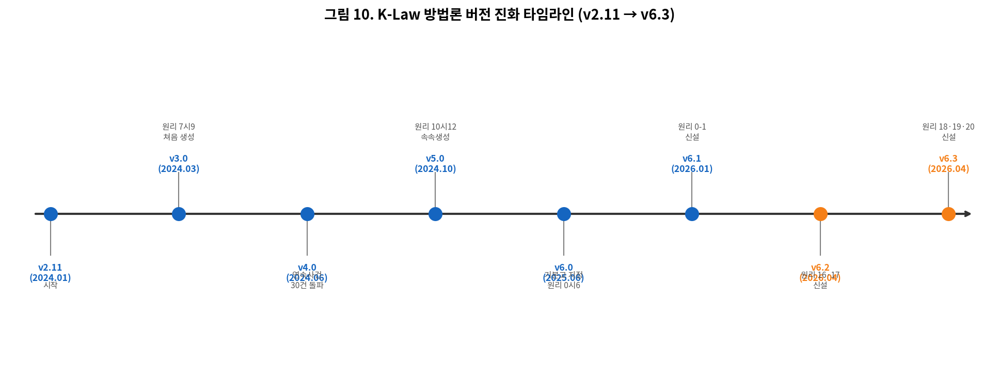 그림 10. K-Law 방법론 버전 진화 타임라인 (v2.11 → v6.3)
원리 7시9
쳐음 생성
v3.0
(2024.03)
원리 10시12
속속생성
v5.0
(2024.10)
원리 0-1
신설
v6.1
(2026.01)
원리 18·19·20
신설
v6.3
(2026.04)
v2.11
(2024.01)
시작
v4.0
(2024.06)
30건 돌파
v6.0
(2025.06)
원리 0시6
v6.2
(2026.04)
원리 16·17
신설